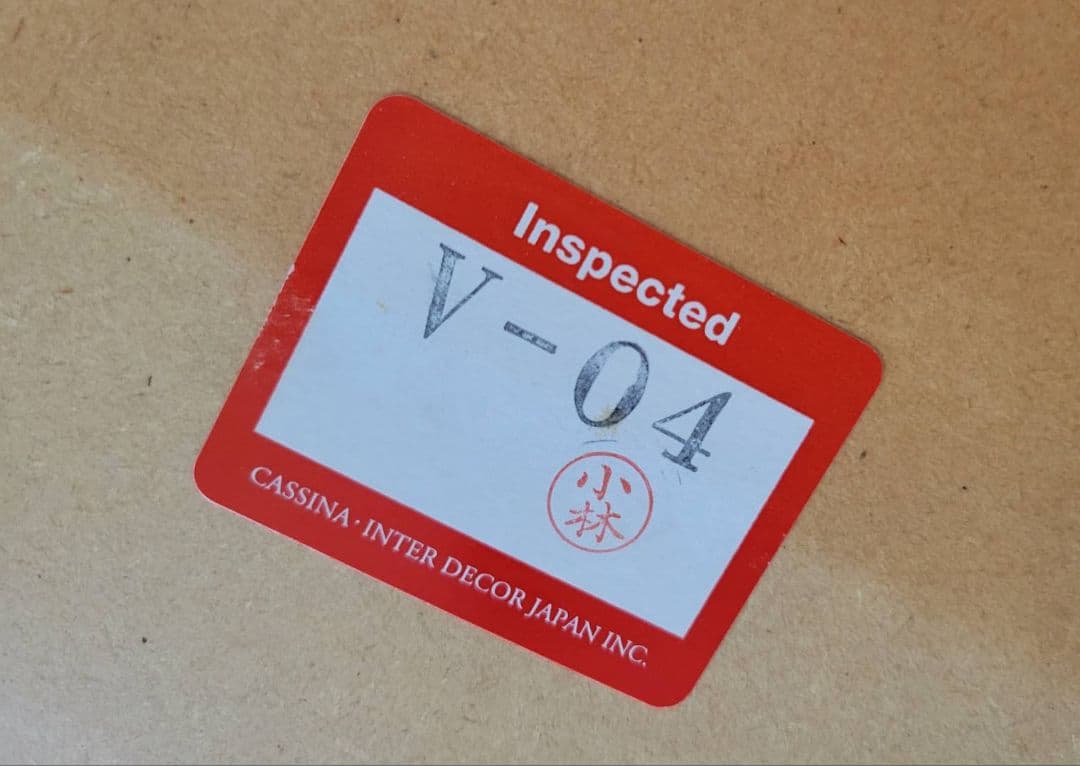 Inspected
V-04
小
林
CASSINA · INTER DECOR JAPAN INC.